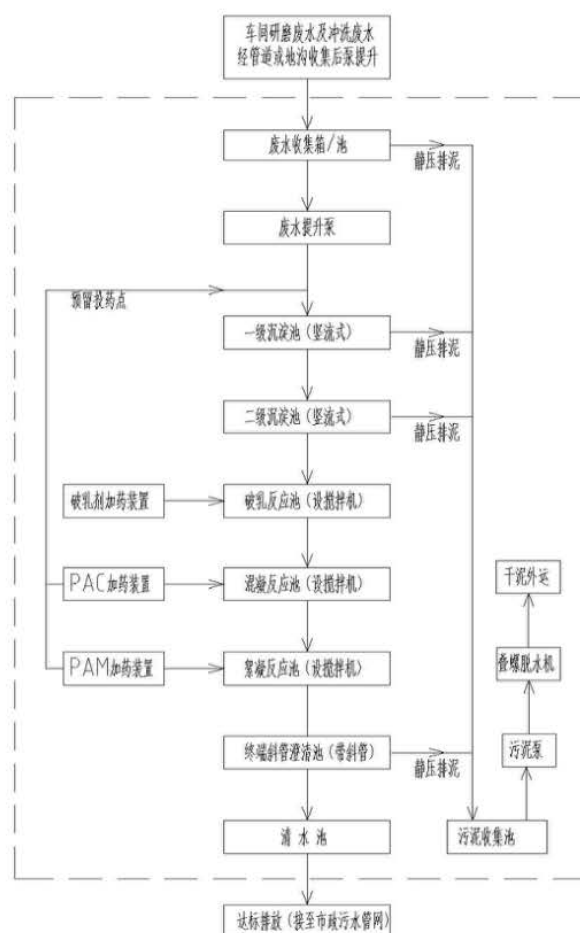 车间研磨废水及冲洗废水
经管道或地沟收集后泵提升
废水收集箱/池
静压排泥
废水提升泵
预留投药点
一级沉淀池(竖流式)
静压排泥
二级沉淀池(竖流式)
静压排泥
破乳剂加药装置
破乳反应池(设搅拌机)
PAC加药装置
混凝反应池(设搅拌机)
干泥外运
PAM加药装置
絮凝反应池(设搅拌机)
叠螺脱水机
终端斜管澄清池(带斜管)
静压排泥
污泥泵
清水池
污泥收集池
达标排放(接至市政污水管网)